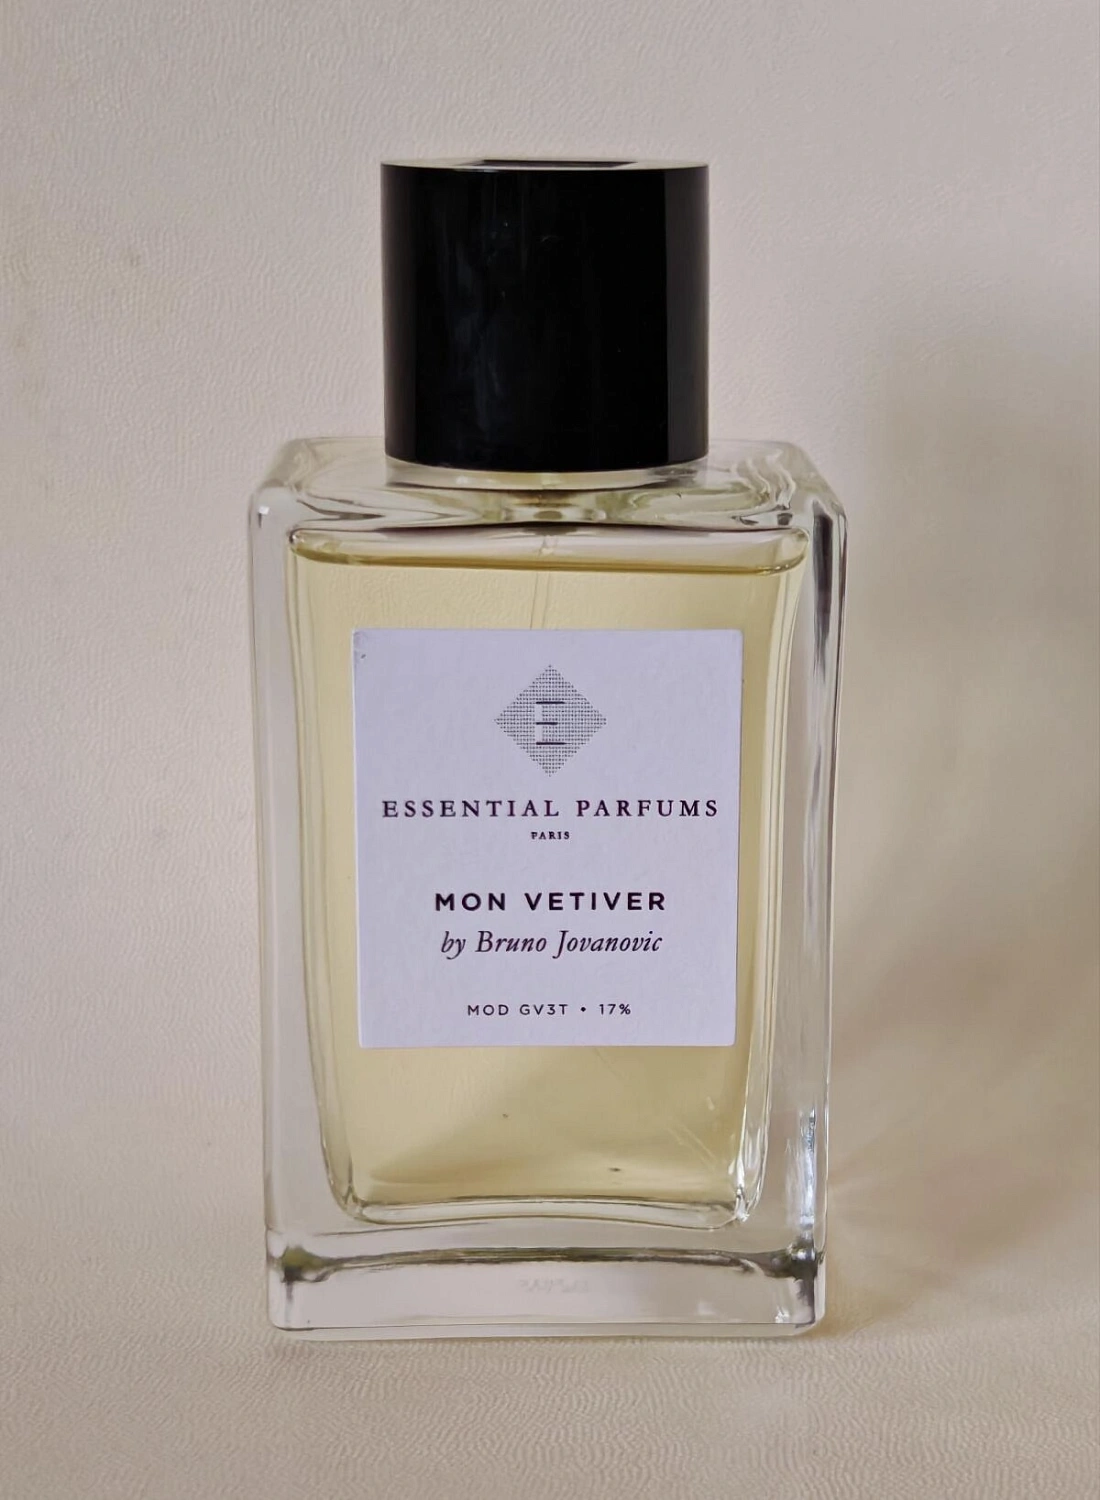 E
ESSENTIAL PARFUMS
PARIS
MON VETIVER
by Bruno Jovanovic
MOD GV3T • 17%